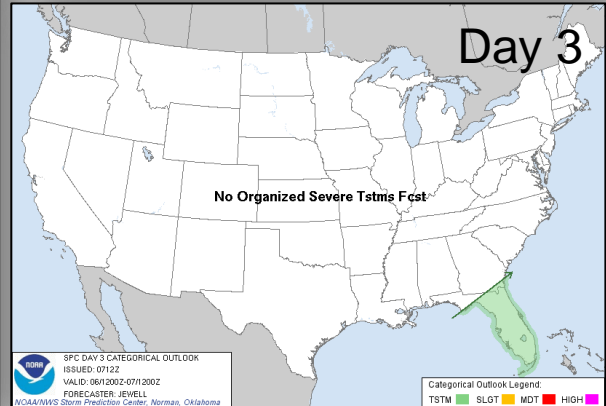 Day 3
No Organized Severe Tstms Fcst
NOAA
SPC DAY 3 CATEGORICAL OUTLOOK
ISSUED: 0712Z
VALID: 06/1200Z-07/1200Z
FORECASTER: JEWELL
NOAA/NWS Storm Prediction Center, Norman, Oklahoma
Categorical Outlook Legend:
TSTM SLGT MDT HIGH